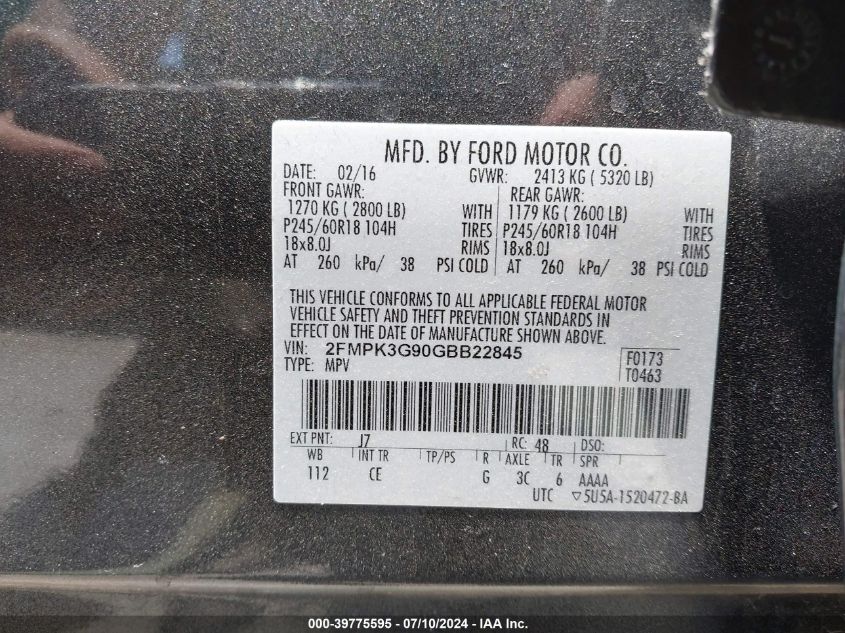 MFD. BY FORD MOTOR CO.
DATE: 02/16 GVWR: 2413 KG ( 5320 LB)
FRONT GAWR: REAR GAWR:
1270 KG ( 2800 LB) WITH 1179 KG ( 2600 LB) WITH
P245/60R18 104H TIRES P245/60R18 104H TIRES
18x8.0J RIMS 18x8.0J RIMS
AT 260 kPa/ 38 PSI COLD AT 260 kPa/ 38 PSI COLD
THIS VEHICLE CONFORMS TO ALL APPLICABLE FEDERAL MOTOR
VEHICLE SAFETY AND THEFT PREVENTION STANDARDS IN
EFFECT ON THE DATE OF MANUFACTURE SHOWN ABOVE.
VIN: 2FMPK3G90GBB22845 F0173
TYPE: MPV T0463
EXT PNT: J7 RC: 48 DSO:
WB INT TR TP/PS R AXLE TR SPR
112 CE G 3C 6 AAAA
UTC ▽5U5A-1520472-BA
000-39775595 - 07/10/2024 - IAA Inc.